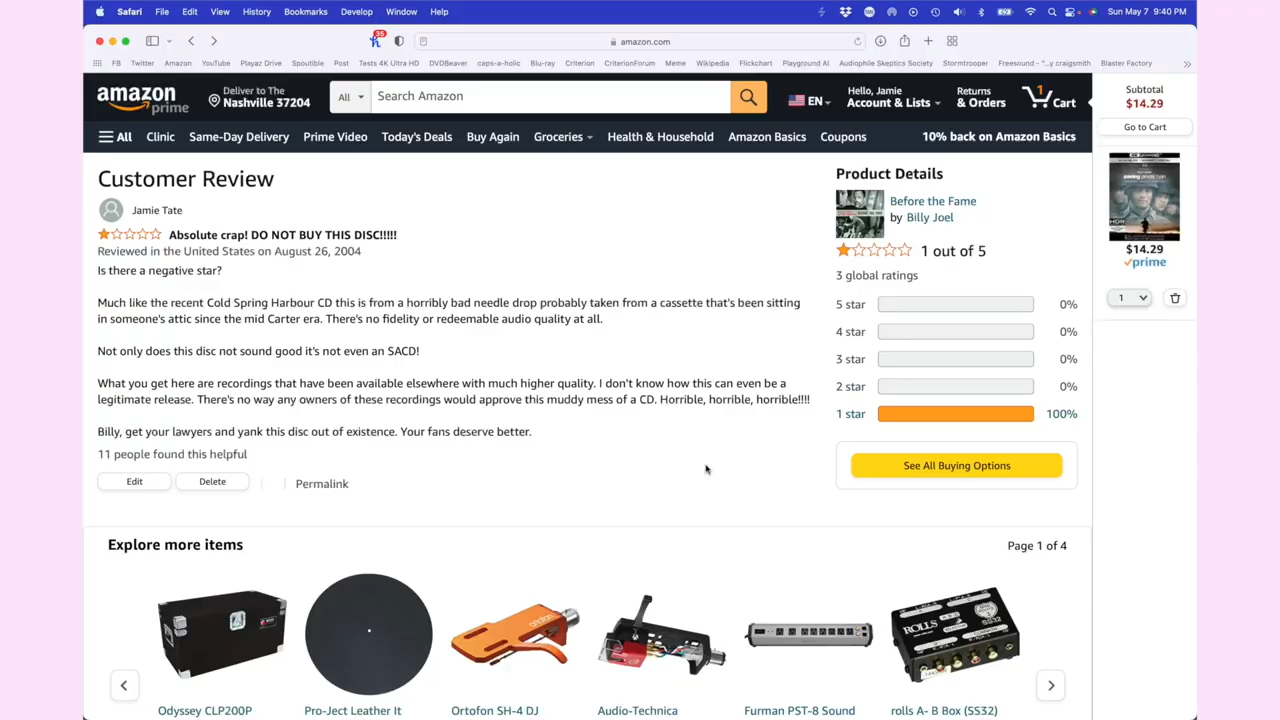 Safari File Edit View History Bookmarks Develop Window Help Sun May 7 9:40 PM
35
amazon.com
FB Twitter Amazon YouTube Playaz Drive Spoutible Post Tests 4K Ultra HD DVDBeaver caps-a-holic Blu-ray Criterion CriterionForum Meme Wikipedia Flickchart Playground AI Audiophile Skeptics Society Stormtrooper Freesound - "...y craigsmith Blaster Factory
amazon prime
Deliver to The
Nashville 37204
All Search Amazon
EN
Hello, Jamie
Account & Lists
Returns
& Orders
1 Cart
Subtotal
$14.29
Go to Cart
All Clinic Same-Day Delivery Prime Video Today's Deals Buy Again Groceries Health & Household Amazon Basics Coupons 10% back on Amazon Basics
Customer Review
Jamie Tate
Absolute crap! DO NOT BUY THIS DISC!!!!!
Reviewed in the United States on August 26, 2004
Is there a negative star?
Much like the recent Cold Spring Harbour CD this is from a horribly bad needle drop probably taken from a cassette that's been sitting
in someone's attic since the mid Carter era. There's no fidelity or redeemable audio quality at all.
Not only does this disc not sound good it's not even an SACD!
What you get here are recordings that have been available elsewhere with much higher quality. I don't know how this can even be a
legitimate release. There's no way any owners of these recordings would approve this muddy mess of a CD. Horrible, horrible, horrible!!!!
Billy, get your lawyers and yank this disc out of existence. Your fans deserve better.
11 people found this helpful
Edit Delete Permalink
Product Details
Before the Fame
by Billy Joel
1 out of 5
3 global ratings
5 star 0%
4 star 0%
3 star 0%
2 star 0%
1 star 100%
See All Buying Options
saving private ryan
HDR
$14.29
prime
1
Explore more items
Page 1 of 4
ortofon
ROLLS
SS32
Odyssey CLP200P
Pro-Ject Leather It
Ortofon SH-4 DJ
Audio-Technica
Furman PST-8 Sound
rolls A- B Box (SS32)